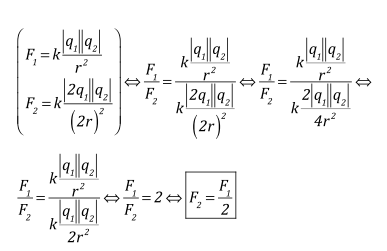 (F₁ = k |q₁||q₂| / r²
F₂ = k |2q₁||q₂| / (2r)²) ⇔ F₁/F₂ = (k |q₁||q₂| / r²) / (k |2q₁||q₂| / (2r)²) ⇔ F₁/F₂ = (k |q₁||q₂| / r²) / (k 2|q₁||q₂| / 4r²) ⇔
F₁/F₂ = (k |q₁||q₂| / r²) / (k |q₁||q₂| / 2r²) ⇔ F₁/F₂ = 2 ⇔ F₂ = F₁/2